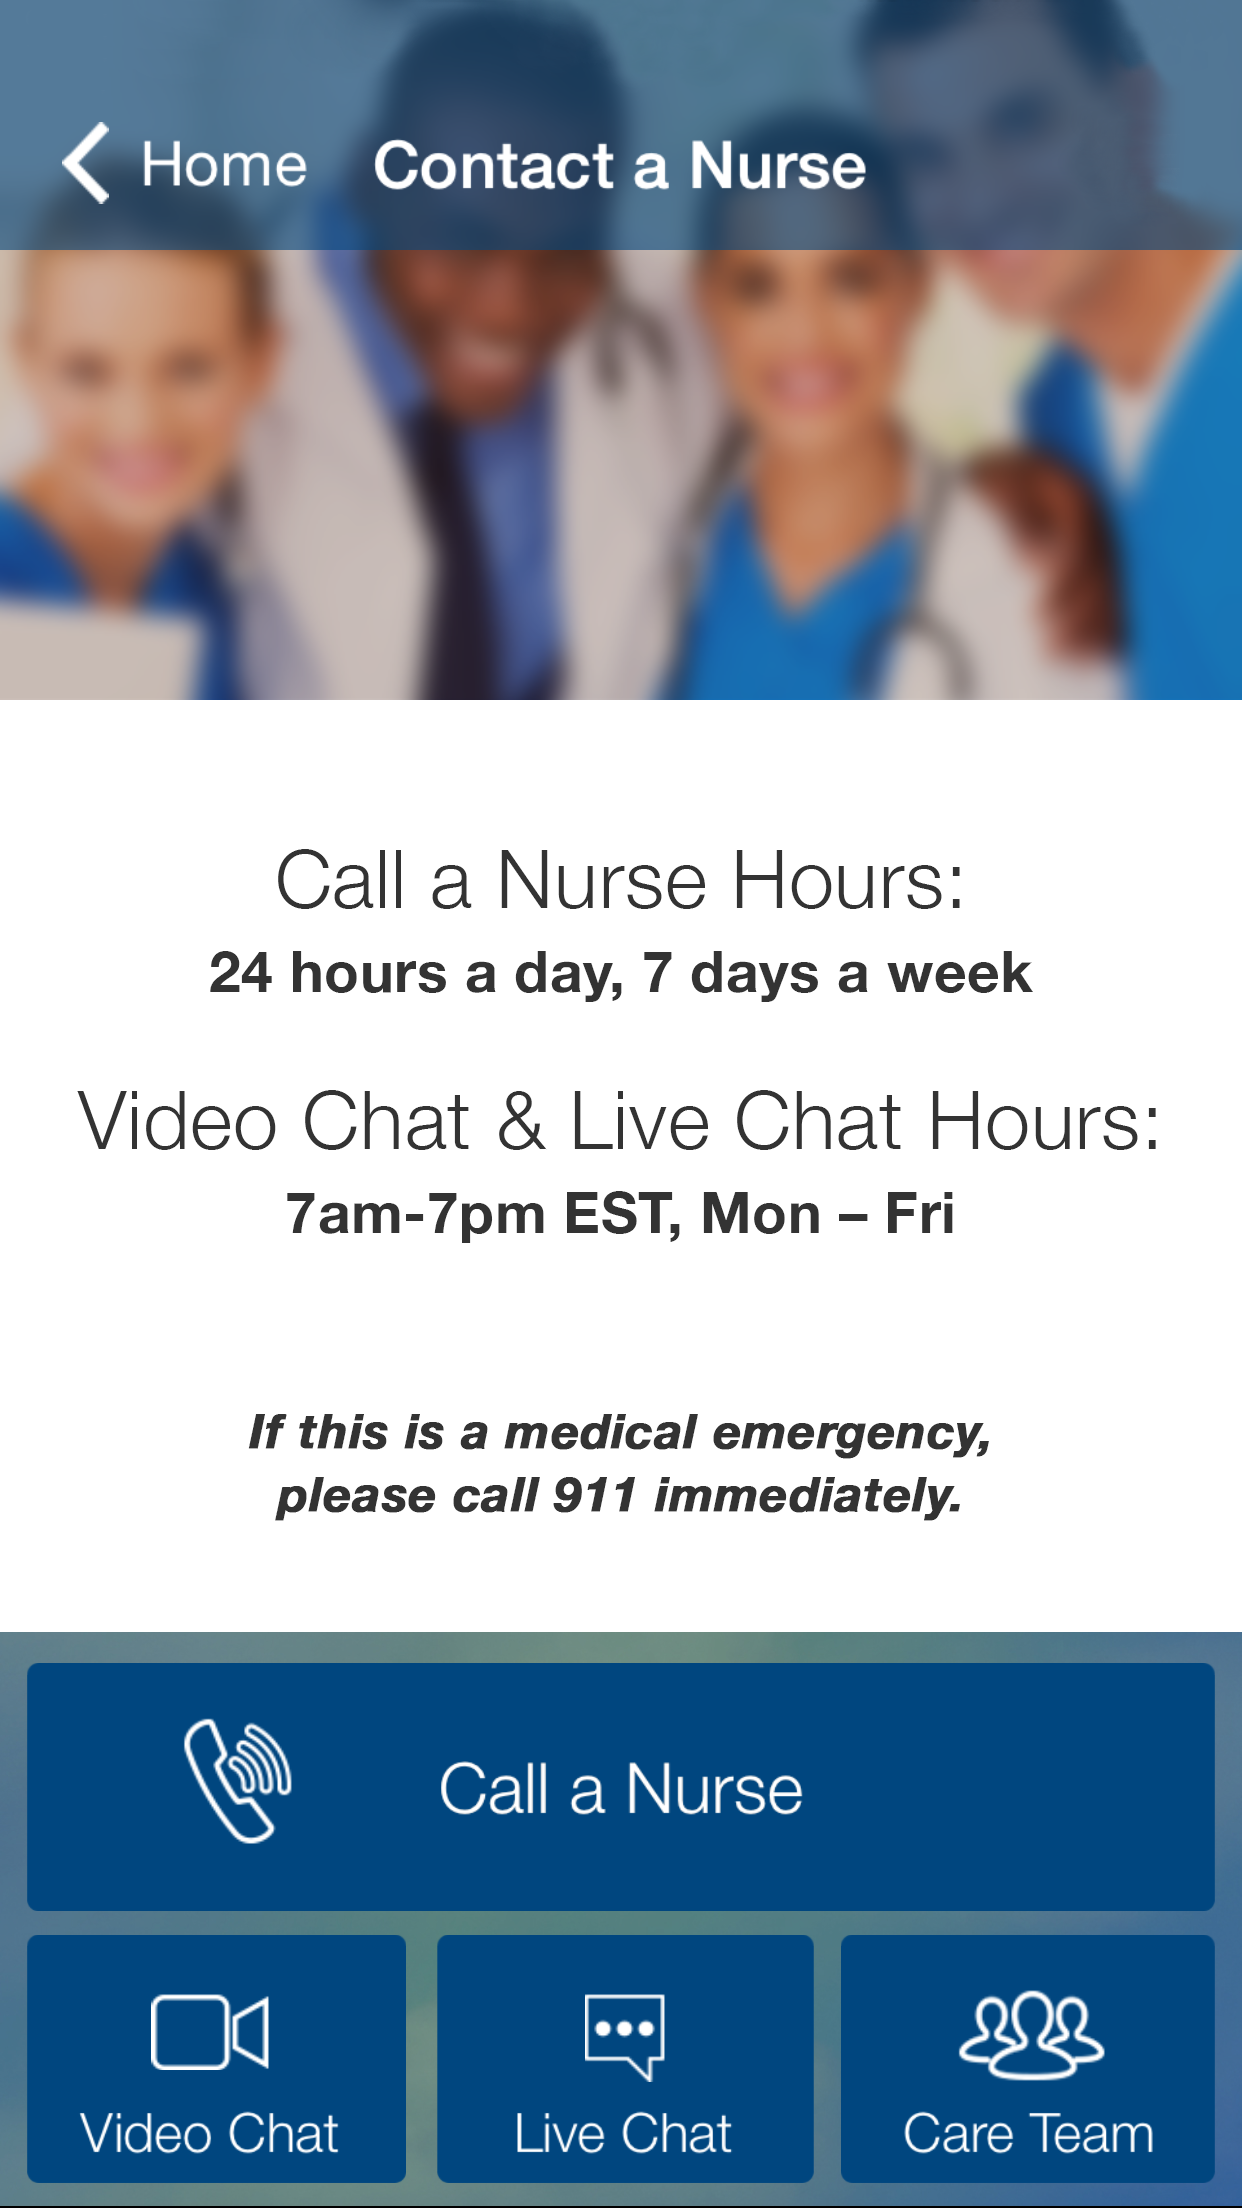 Home
Contact a Nurse
Call a Nurse Hours:
24 hours a day, 7 days a week
Video Chat & Live Chat Hours:
7am-7pm EST, Mon – Fri
If this is a medical emergency,
please call 911 immediately.
Call a Nurse
Video Chat
Live Chat
Care Team